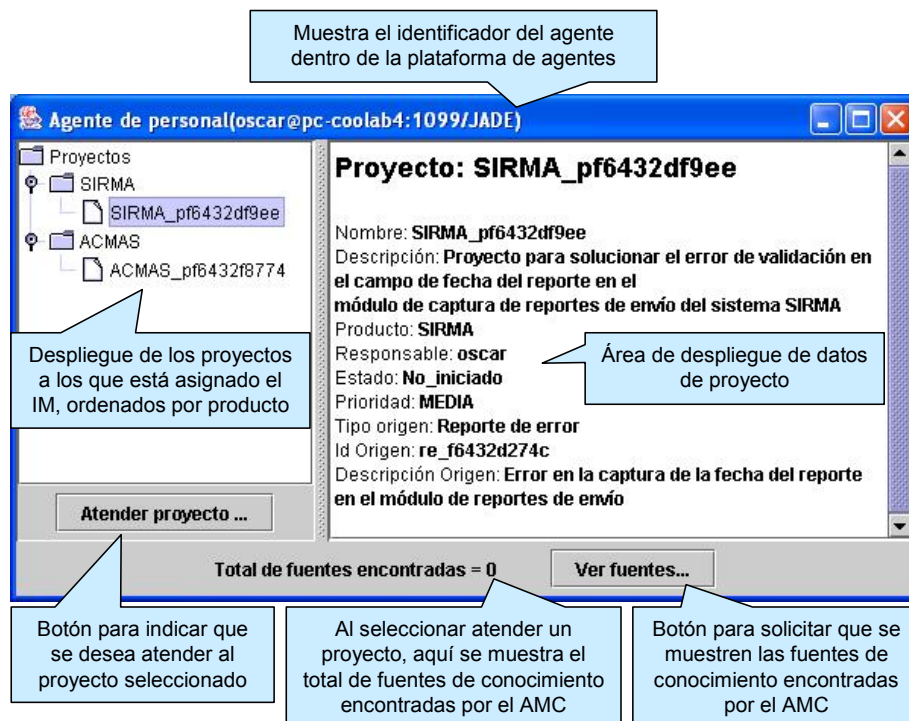 Muestra el identificador del agente
dentro de la plataforma de agentes
Agente de personal(oscar@pc-coolab4:1099/JADE)
Proyectos
SIRMA
SIRMA_pf6432df9ee
ACMAS
ACMAS_pf6432f8774
Despliegue de los proyectos
a los que está asignado el
IM, ordenados por producto
Atender proyecto ...
Proyecto: SIRMA_pf6432df9ee
Nombre: SIRMA_pf6432df9ee
Descripción: Proyecto para solucionar el error de validación en
el campo de fecha del reporte en el
módulo de captura de reportes de envío del sistema SIRMA
Producto: SIRMA
Responsable: oscar
Estado: No_iniciado
Prioridad: MEDIA
Tipo origen: Reporte de error
Id Origen: re_f6432d274c
Descripción Origen: Error en la captura de la fecha del reporte
en el módulo de reportes de envío
Área de despliegue de datos
de proyecto
Total de fuentes encontradas = 0
Ver fuentes...
Botón para indicar que
se desea atender al
proyecto seleccionado
Al seleccionar atender un
proyecto, aquí se muestra el
total de fuentes de conocimiento
encontradas por el AMC
Botón para solicitar que se
muestren las fuentes de
conocimiento encontradas
por el AMC